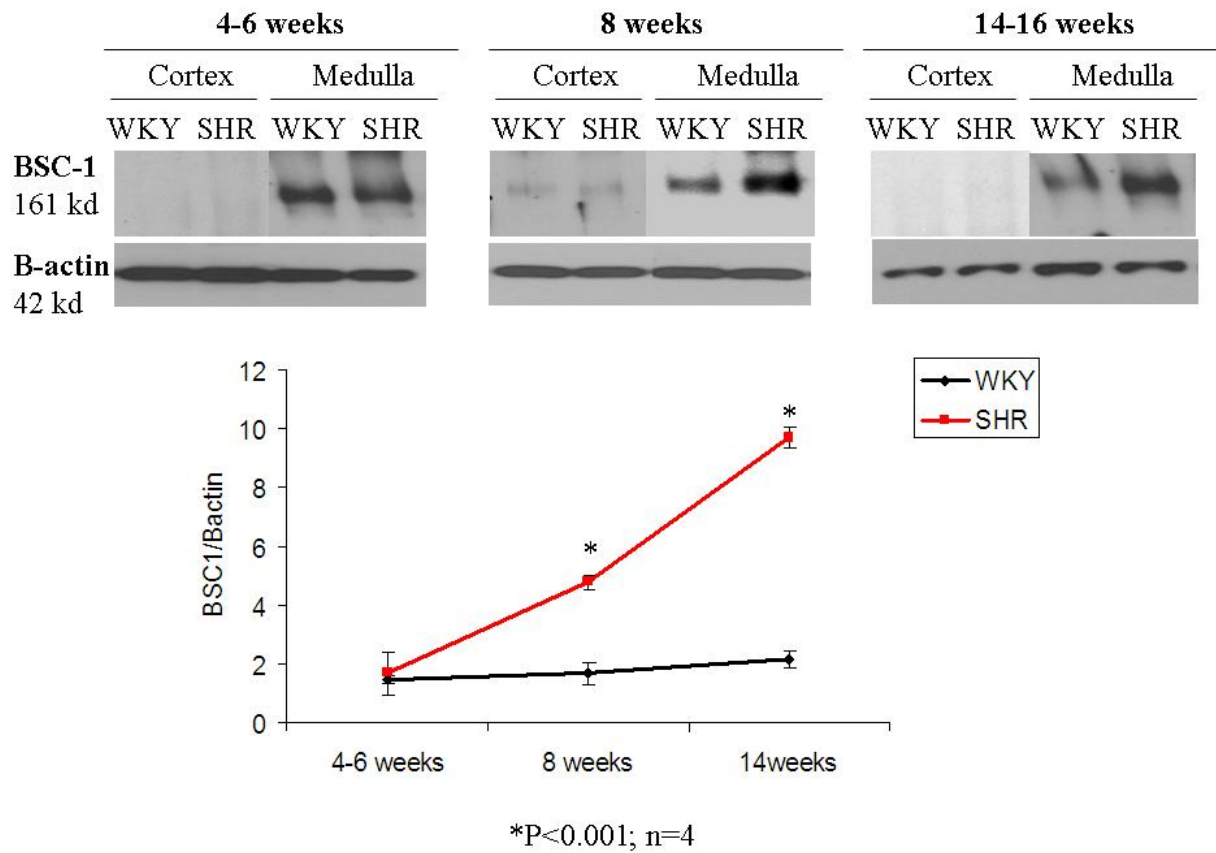 4-6 weeks 8 weeks 14-16 weeks
Cortex Medulla Cortex Medulla Cortex Medulla
WKY SHR WKY SHR WKY SHR WKY SHR WKY SHR WKY SHR
BSC-1
161 kd
B-actin
42 kd
12
10
8
6
4
2
0
BSC1/Bactin
*
*
WKY
SHR
4-6 weeks 8 weeks 14weeks
*P<0.001; n=4